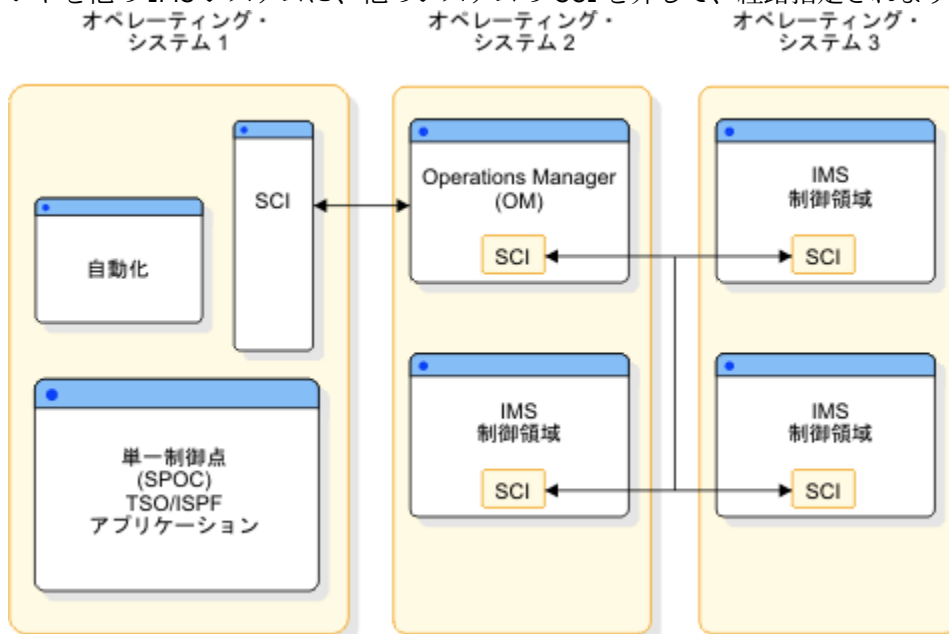 オペレーティング・
システム 1
オペレーティング・
システム 2
オペレーティング・
システム 3
SCI
自動化
単一制御点
(SPOC)
TSO/ISPF
アプリケーション
Operations Manager
(OM)
SCI
IMS
制御領域
SCI
IMS
制御領域
SCI
IMS
制御領域
SCI